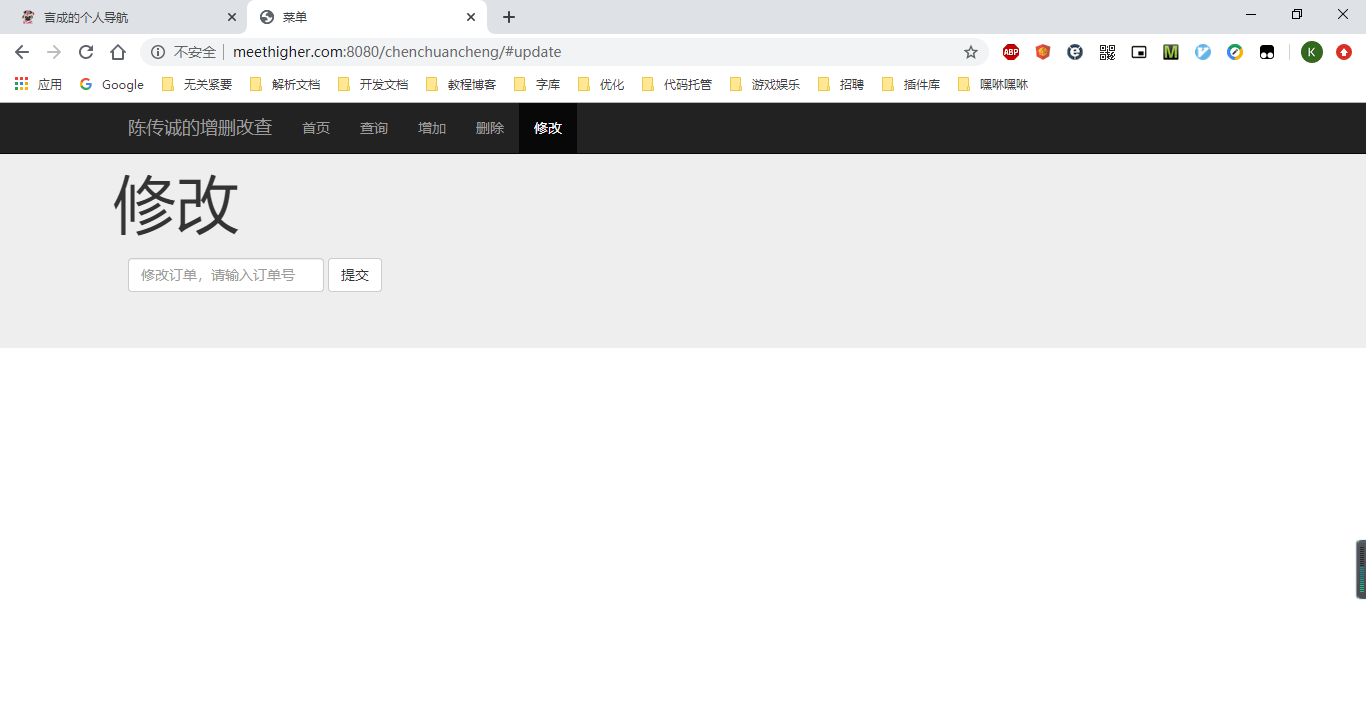 言成的个人导航
菜单
不安全 meethigher.com:8080/chenchuancheng/#update
ABP
M
K
应用 Google 无关紧要 解析文档 开发文档 教程博客 字库 优化 代码托管 游戏娱乐 招聘 插件库 嘿咻嘿咻
陈传诚的增删改查 首页 查询 增加 删除 修改
修改
修改订单，请输入订单号 提交